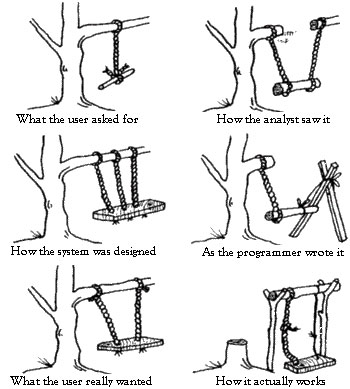 What the user asked for
How the analyst saw it
How the system was designed
As the programmer wrote it
What the user really wanted
How it actually works